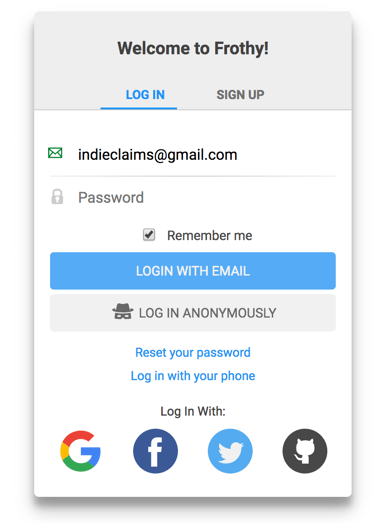 Welcome to Frothy!
LOG IN SIGN UP
indieclaims@gmail.com
Password
Remember me
LOGIN WITH EMAIL
LOG IN ANONYMOUSLY
Reset your password
Log in with your phone
Log In With: